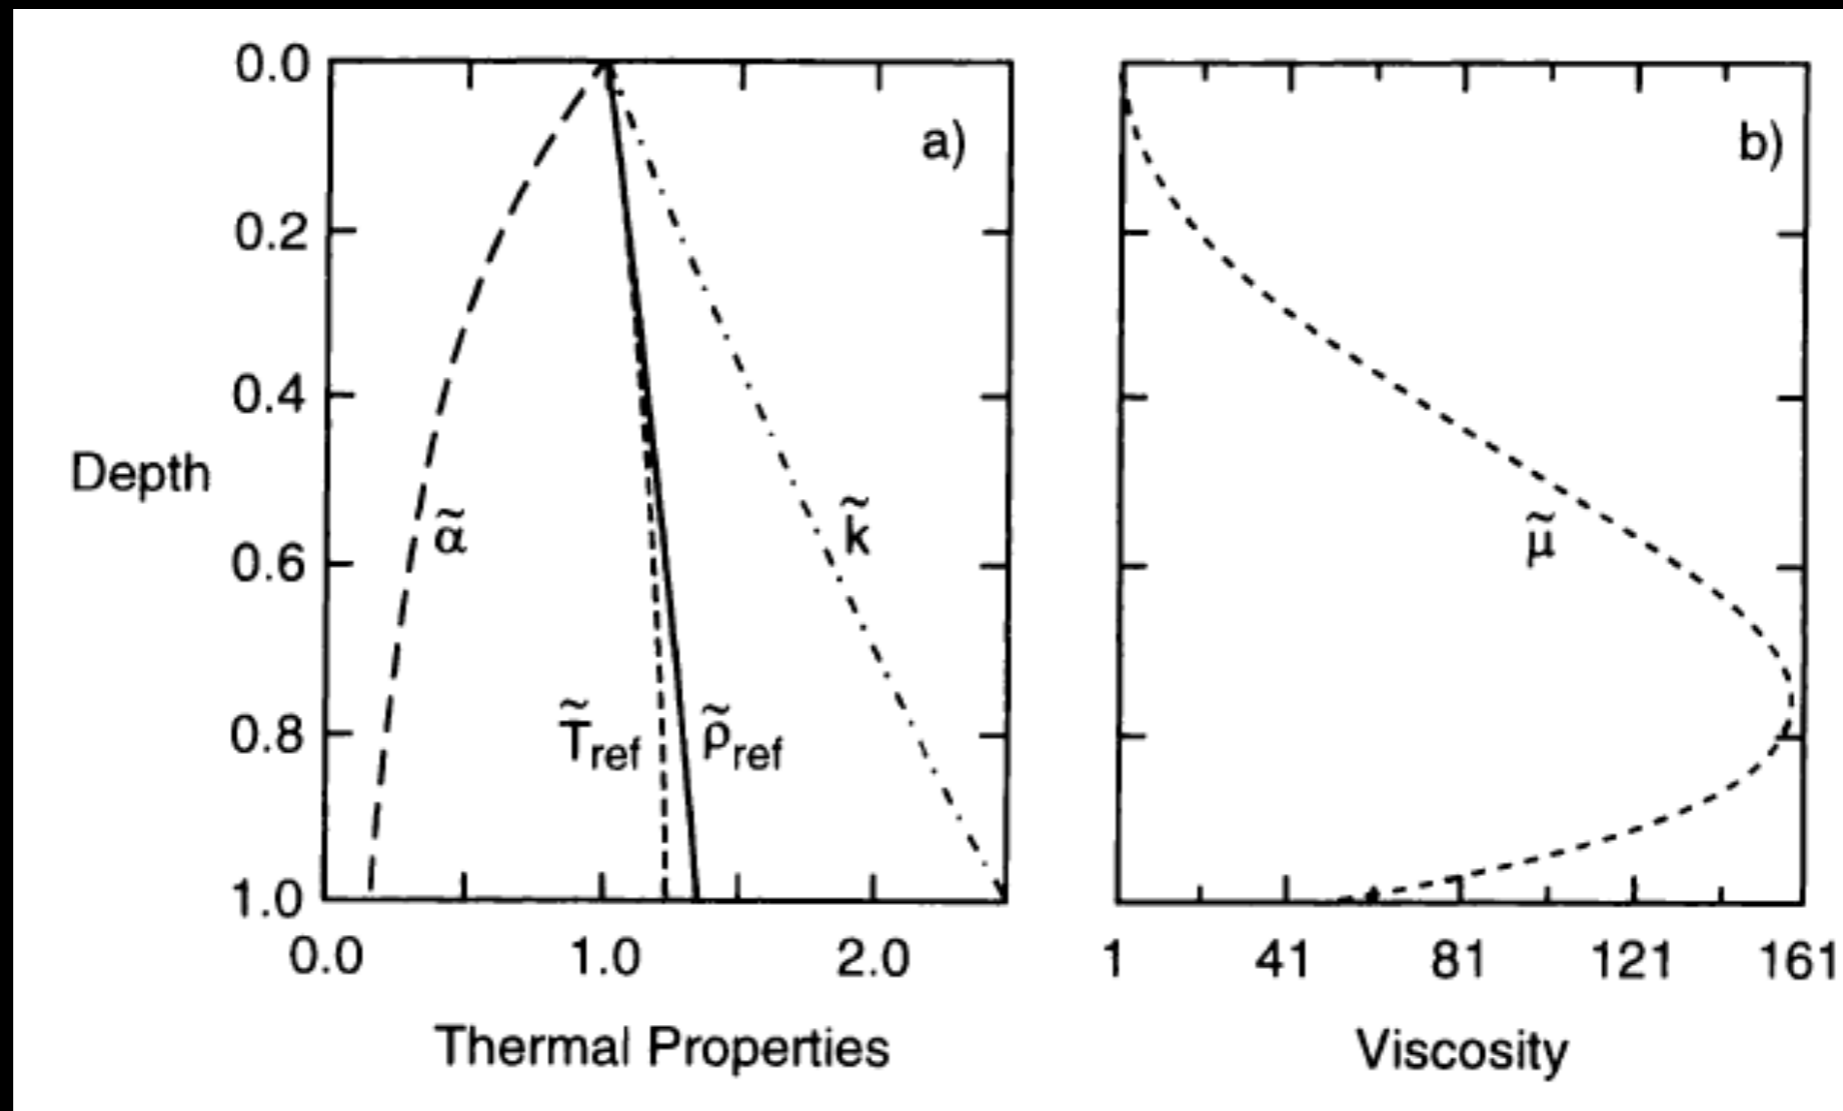 0.0
0.2
0.4
0.6
0.8
1.0
Depth
a)
α̃
k̃
T̃ref
ρ̃ref
0.0 1.0 2.0
Thermal Properties
b)
μ̃
1 41 81 121 161
Viscosity